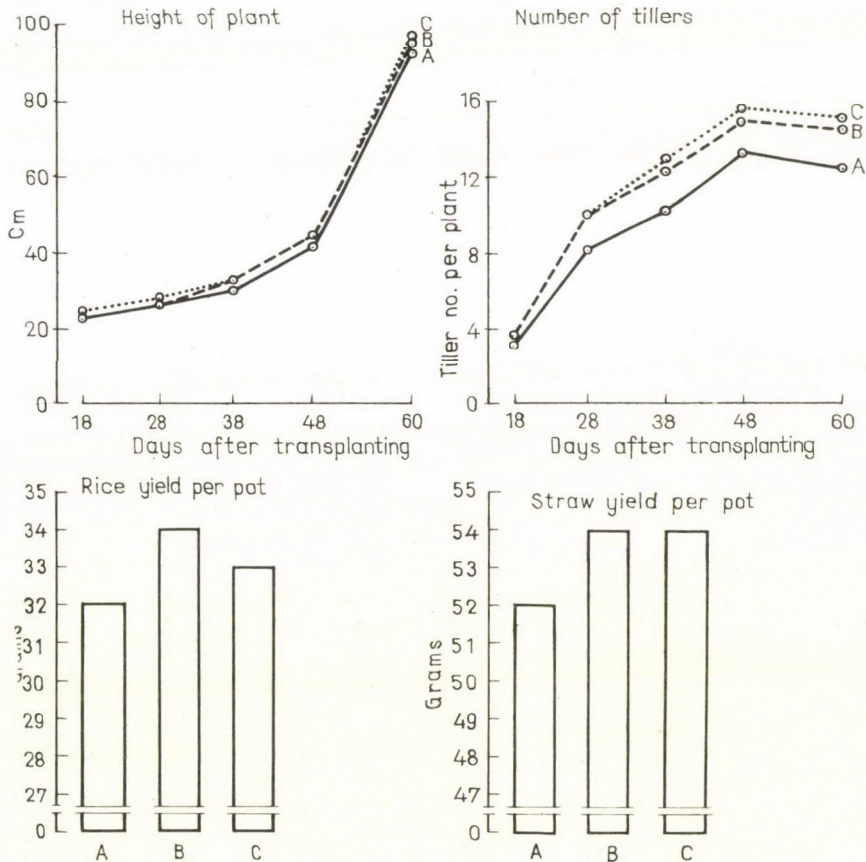 Height of plant
100
80
60
40
20
0
Cm
C
B
A
18 28 38 48 60
Days after transplanting
Number of tillers
16
12
8
4
0
Tiller no. per plant
C
B
A
18 28 38 48 60
Days after transplanting
Rice yield per pot
35
34
33
32
31
30
29
28
27
0
A B C
Straw yield per pot
55
54
53
52
51
50
49
48
47
0
Grams
A B C